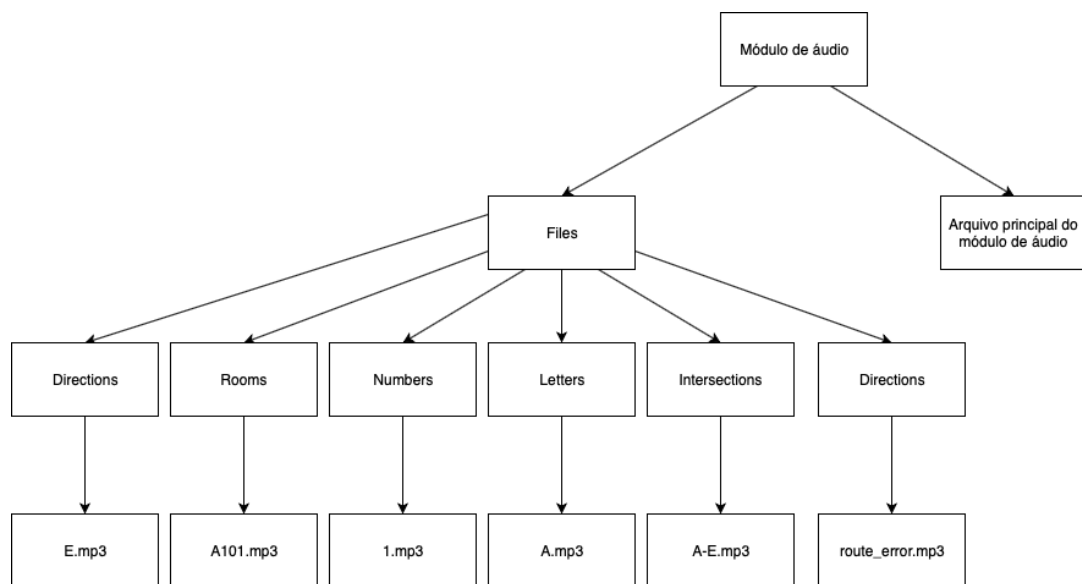 Módulo de áudio
Files
Arquivo principal do
módulo de áudio
Directions
Rooms
Numbers
Letters
Intersections
Directions
E.mp3
A101.mp3
1.mp3
A.mp3
A-E.mp3
route_error.mp3